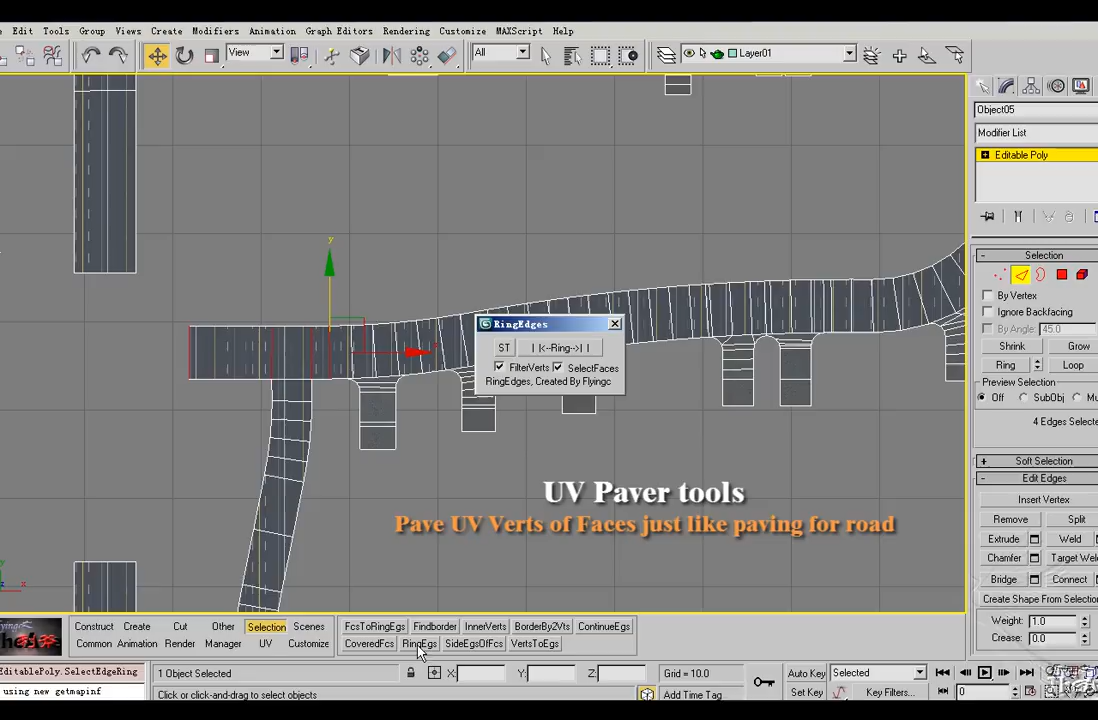 Edit Tools Group Views Create Modifiers Animation Graph Editors Rendering Customize MAXScript Help
View All Layer01
Object05
Modifier List
Editable Poly
RingEdges
ST | |<--Ring-->| |
FilterVerts SelectFaces
RingEdges, Created By Flyingc
y
x
UV Paver tools
Pave UV Verts of Faces just like paving for road
- Selection
By Vertex
Ignore Backfacing
By Angle: 45.0
Shrink Grow
Ring Loop
Preview Selection
Off SubObj
4 Edges Selected
+ Soft Selection
- Edit Edges
Insert Vertex
Remove Split
Extrude Weld
Chamfer Target Weld
Bridge Connect
Create Shape From Selection
Weight: 1.0
Crease: 0.0
Construct Create Cut Other Selection Scenes
Common Animation Render Manager UV Customize
FcsToRingEgs Findborder InnerVerts BorderBy2Vts ContinueEgs
CoveredFcs RingEgs SideEgsOfFcs VertsToEgs
EditablePoly.SelectEdgeRing
using new getmapinf
1 Object Selected X: Y: Z: Grid = 10.0
Click or click-and-drag to select objects Add Time Tag
Auto Key Selected
Set Key Key Filters... 0